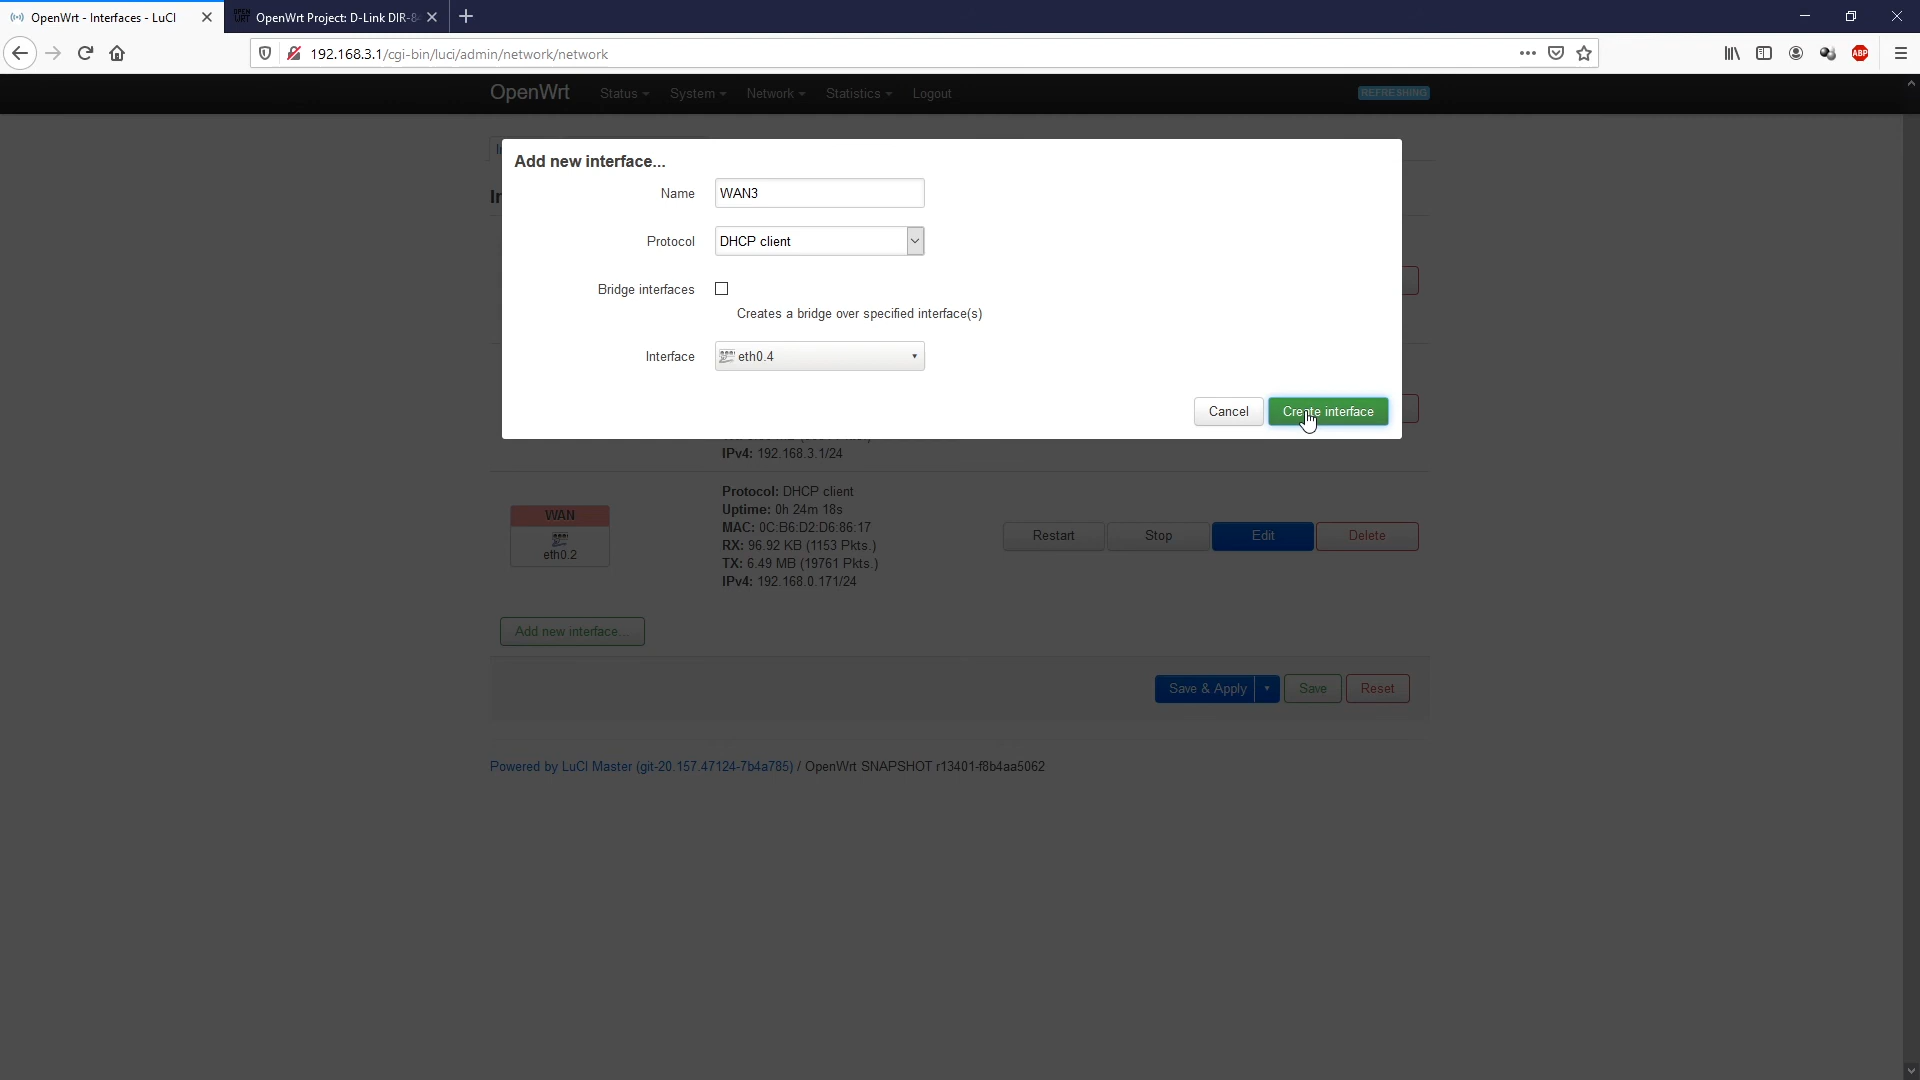 OpenWrt - Interfaces - LuCI
OpenWrt Project: D-Link DIR-8
192.168.3.1/cgi-bin/luci/admin/network/network
ABP
OpenWrt Status System Network Statistics Logout REFRESHING
Add new interface...
Name WAN3
Protocol DHCP client
Bridge interfaces
Creates a bridge over specified interface(s)
Interface eth0.4
Cancel Create interface
IPv4: 192.168.3.1/24
WAN
eth0.2
Protocol: DHCP client
Uptime: 0h 24m 18s
MAC: 0C:B6:D2:D6:86:17
RX: 96.92 KB (1153 Pkts.)
TX: 6.49 MB (19761 Pkts.)
IPv4: 192.168.0.171/24
Restart Stop Edit Delete
Add new interface...
Save & Apply Save Reset
Powered by LuCI Master (git-20.157.47124-7b4a785) / OpenWrt SNAPSHOT r13401-f8b4aa5062